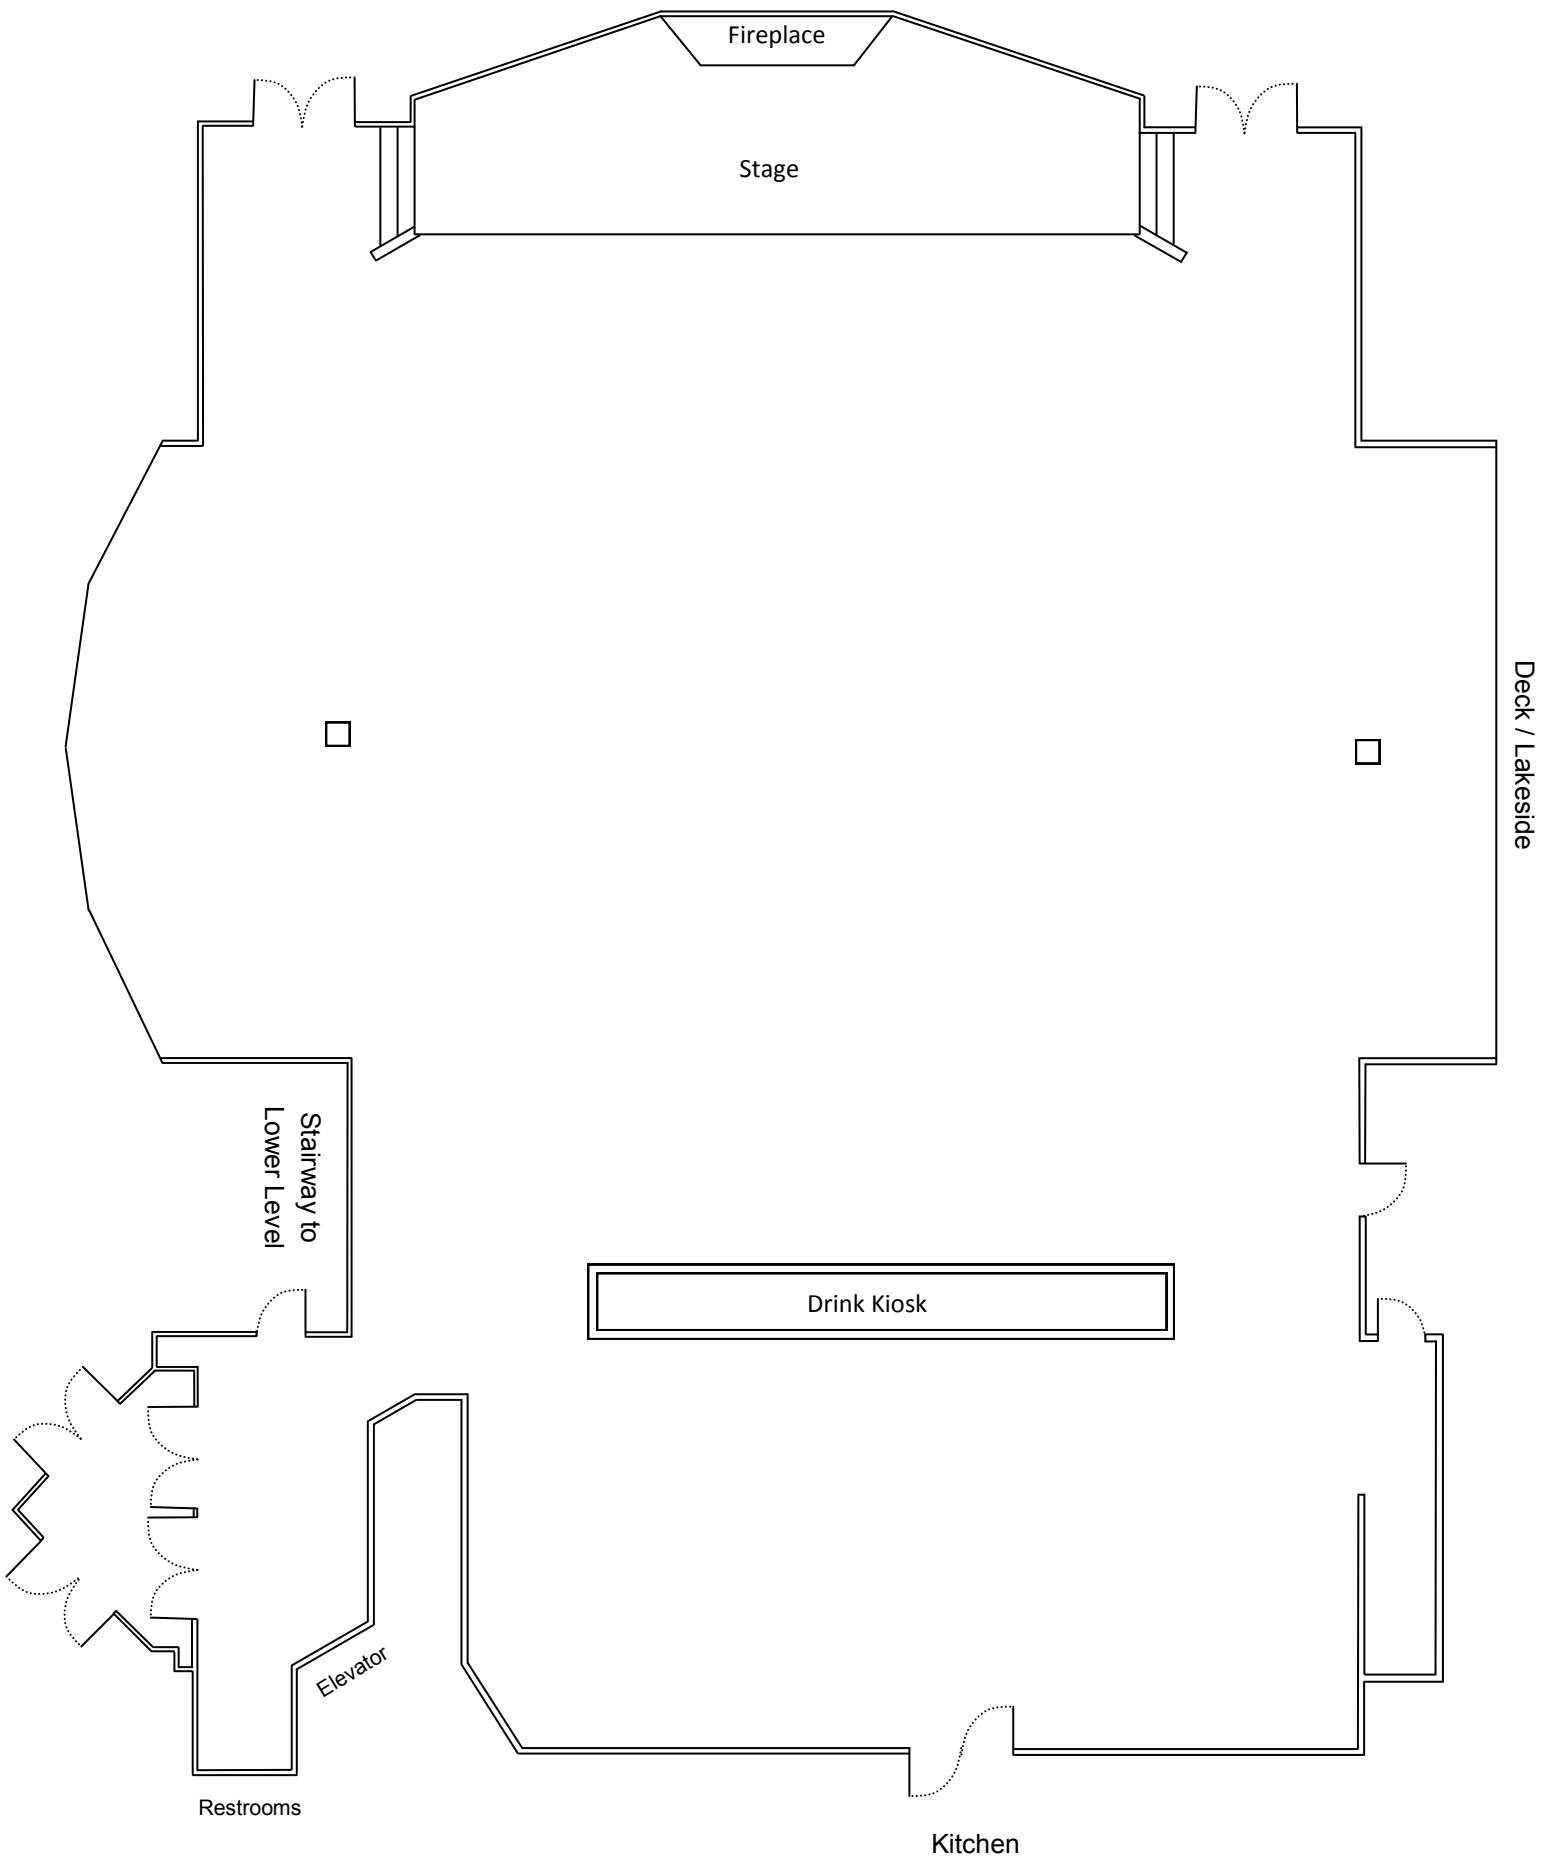 Fireplace
Stage
Deck / Lakeside
Stairway to
Lower Level
Drink Kiosk
Elevator
Restrooms
Kitchen